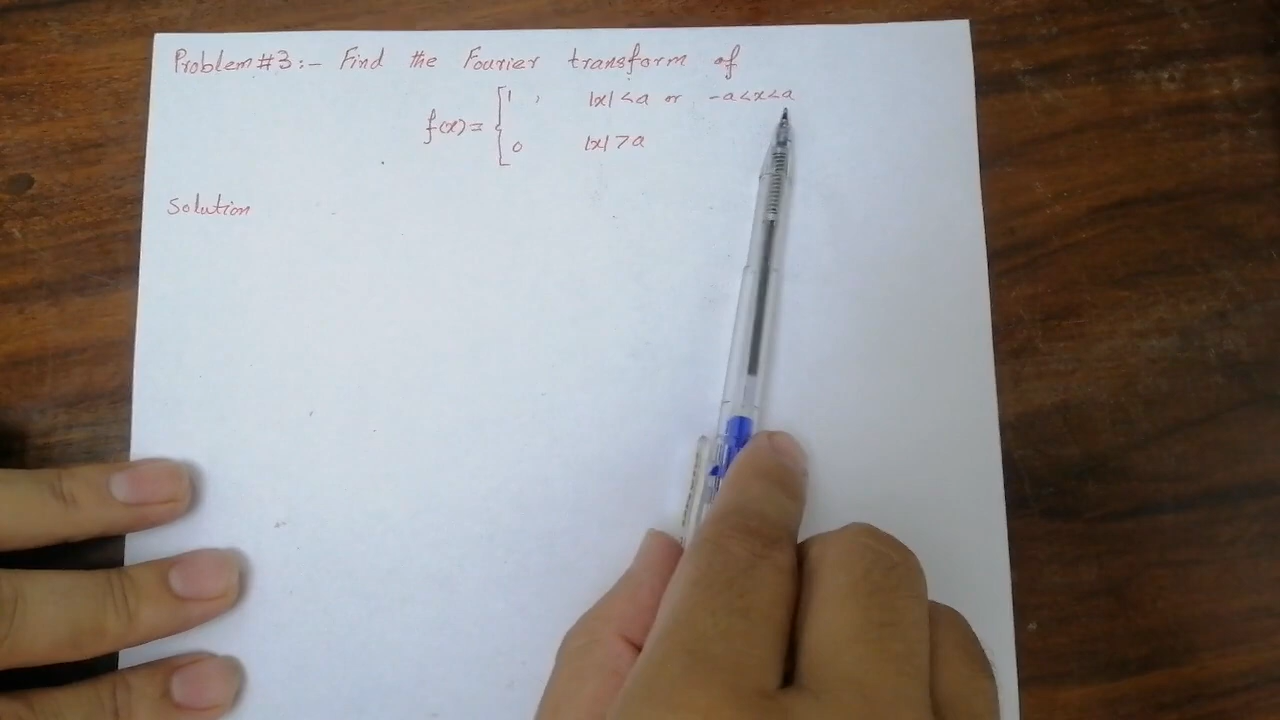 Problem #3:- Find the Fourier transform of
1, |x| < a or -a<x<a
f(x) =
0 |x| > a
Solution